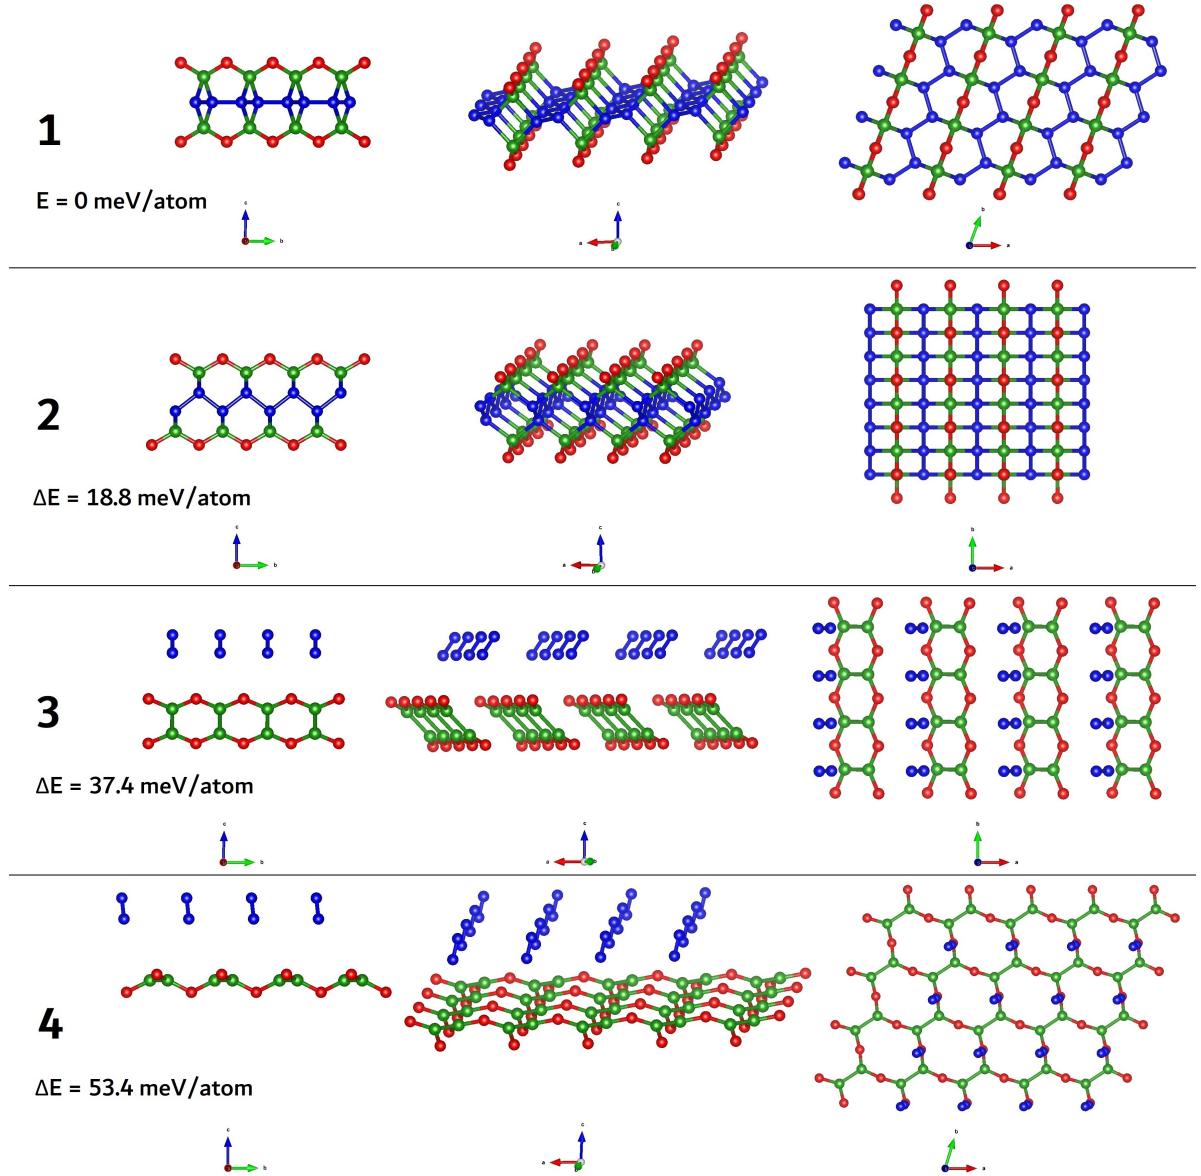 1
E = 0 meV/atom
c
b
c
a
b
b
a
2
ΔE = 18.8 meV/atom
c
b
c
a
b
b
a
3
ΔE = 37.4 meV/atom
c
b
c
a
b
b
a
4
ΔE = 53.4 meV/atom
c
b
c
a
b
b
a